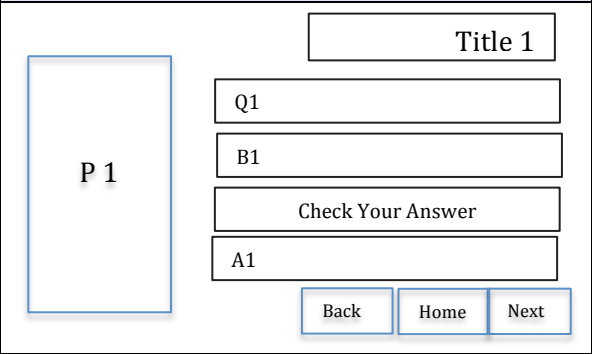 Title 1
P 1
Q1
B1
Check Your Answer
A1
Back
Home
Next